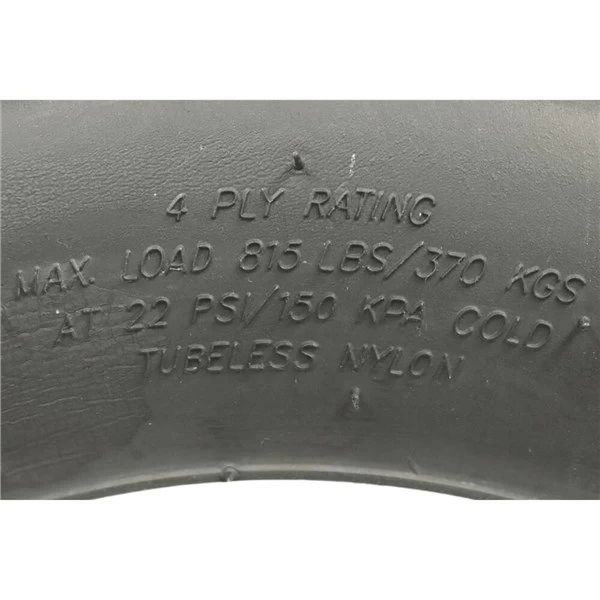 4 PLY RATING
MAX. LOAD 815 LBS/370 KGS
AT 22 PSI/150 KPA COLD
TUBELESS NYLON